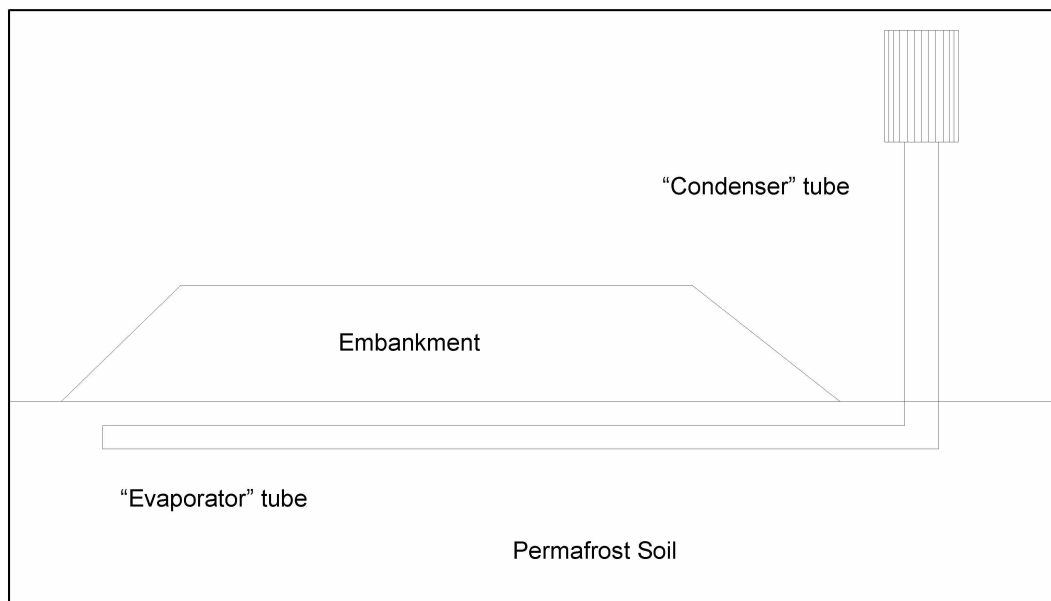 “Condenser” tube
Embankment
“Evaporator” tube
Permafrost Soil